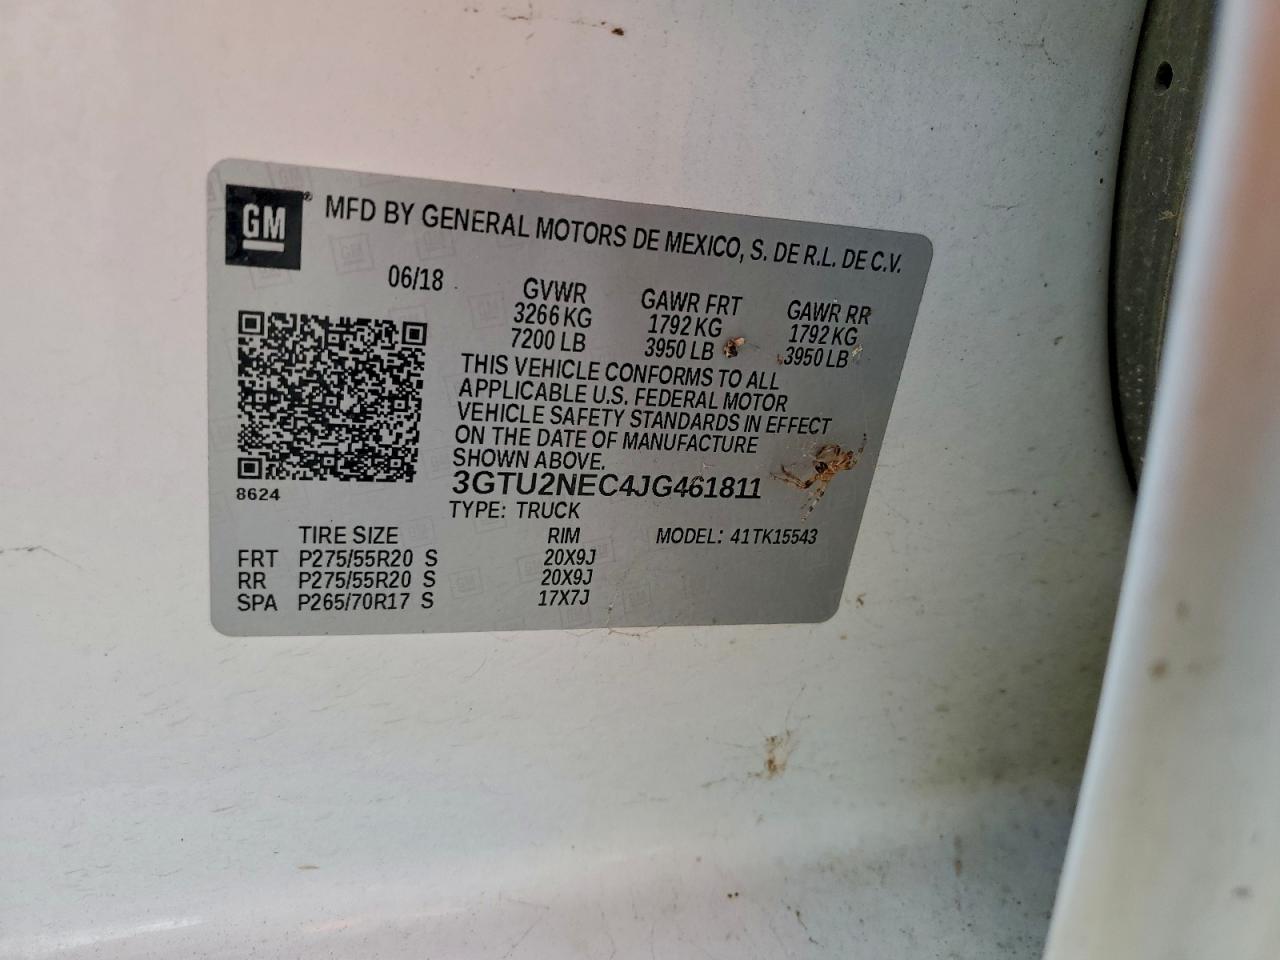 GM® MFD BY GENERAL MOTORS DE MEXICO, S. DE R.L. DE C.V.
06/18 GVWR GAWR FRT GAWR RR
3266 KG 1792 KG 1792 KG
7200 LB 3950 LB 3950 LB
THIS VEHICLE CONFORMS TO ALL
APPLICABLE U.S. FEDERAL MOTOR
VEHICLE SAFETY STANDARDS IN EFFECT
ON THE DATE OF MANUFACTURE
SHOWN ABOVE.
8624 3GTU2NEC4JG461811
TYPE: TRUCK
TIRE SIZE RIM MODEL: 41TK15543
FRT P275/55R20 S 20X9J
RR P275/55R20 S 20X9J
SPA P265/70R17 S 17X7J